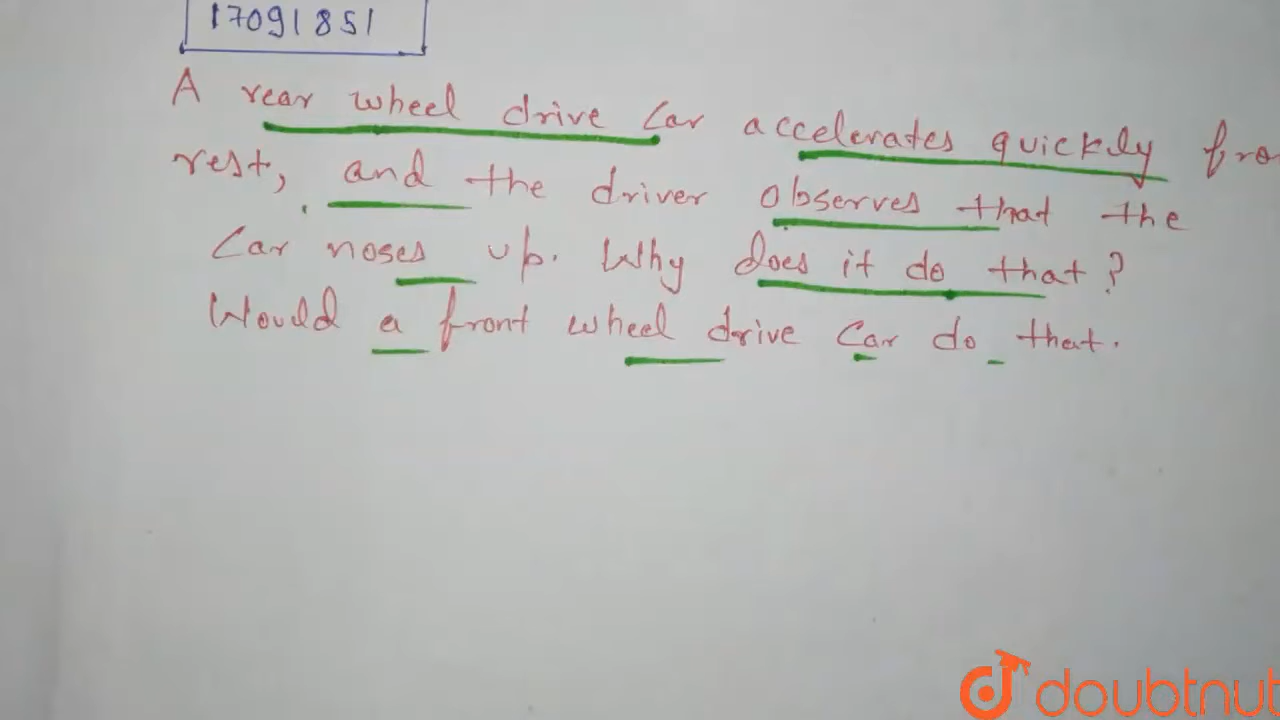 17091851
A rear wheel drive Car accelerates quickly fro
rest, and the driver observes that the
Car noses up. Why does it do that?
Would a front wheel drive Car do that.
doubtnut